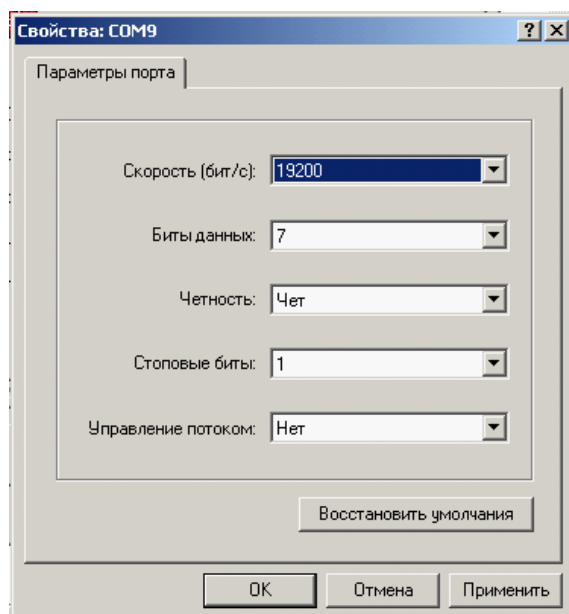 Свойства: COM9
Параметры порта
Скорость (бит/с): 19200
Биты данных: 7
Четность: Чет
Стоповые биты: 1
Управление потоком: Нет
Восстановить умолчания
OK Отмена Применить